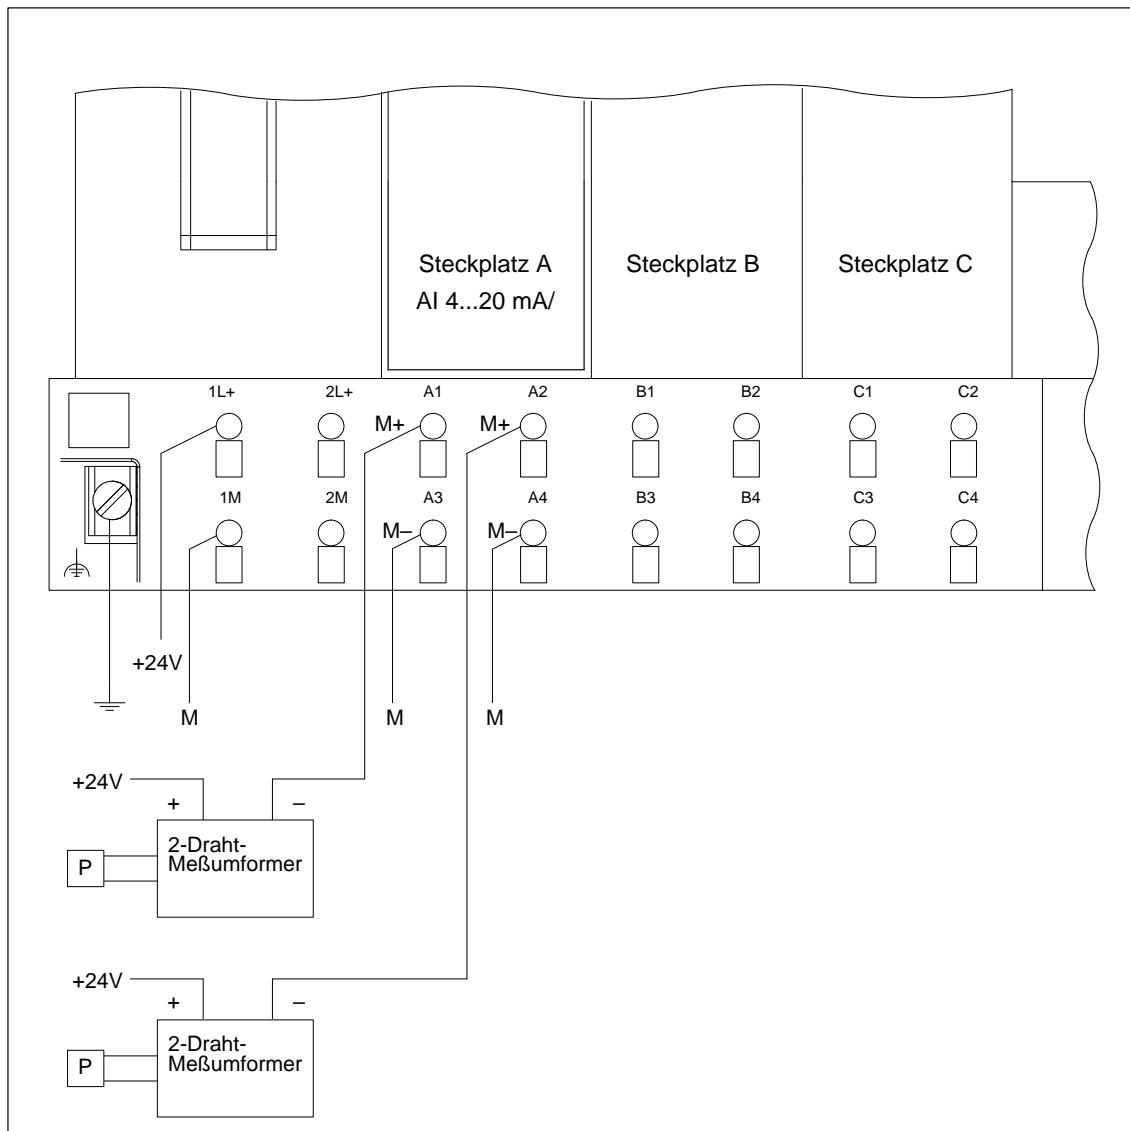 Steckplatz A
AI 4...20 mA/
Steckplatz B
Steckplatz C
1L+ 2L+ A1 A2 B1 B2 C1 C2
M+ M+
1M 2M A3 A4 B3 B4 C3 C4
M– M–
+24V
M M M
+24V
+ –
2-Draht-
Meßumformer
P
+24V
+ –
2-Draht-
Meßumformer
P